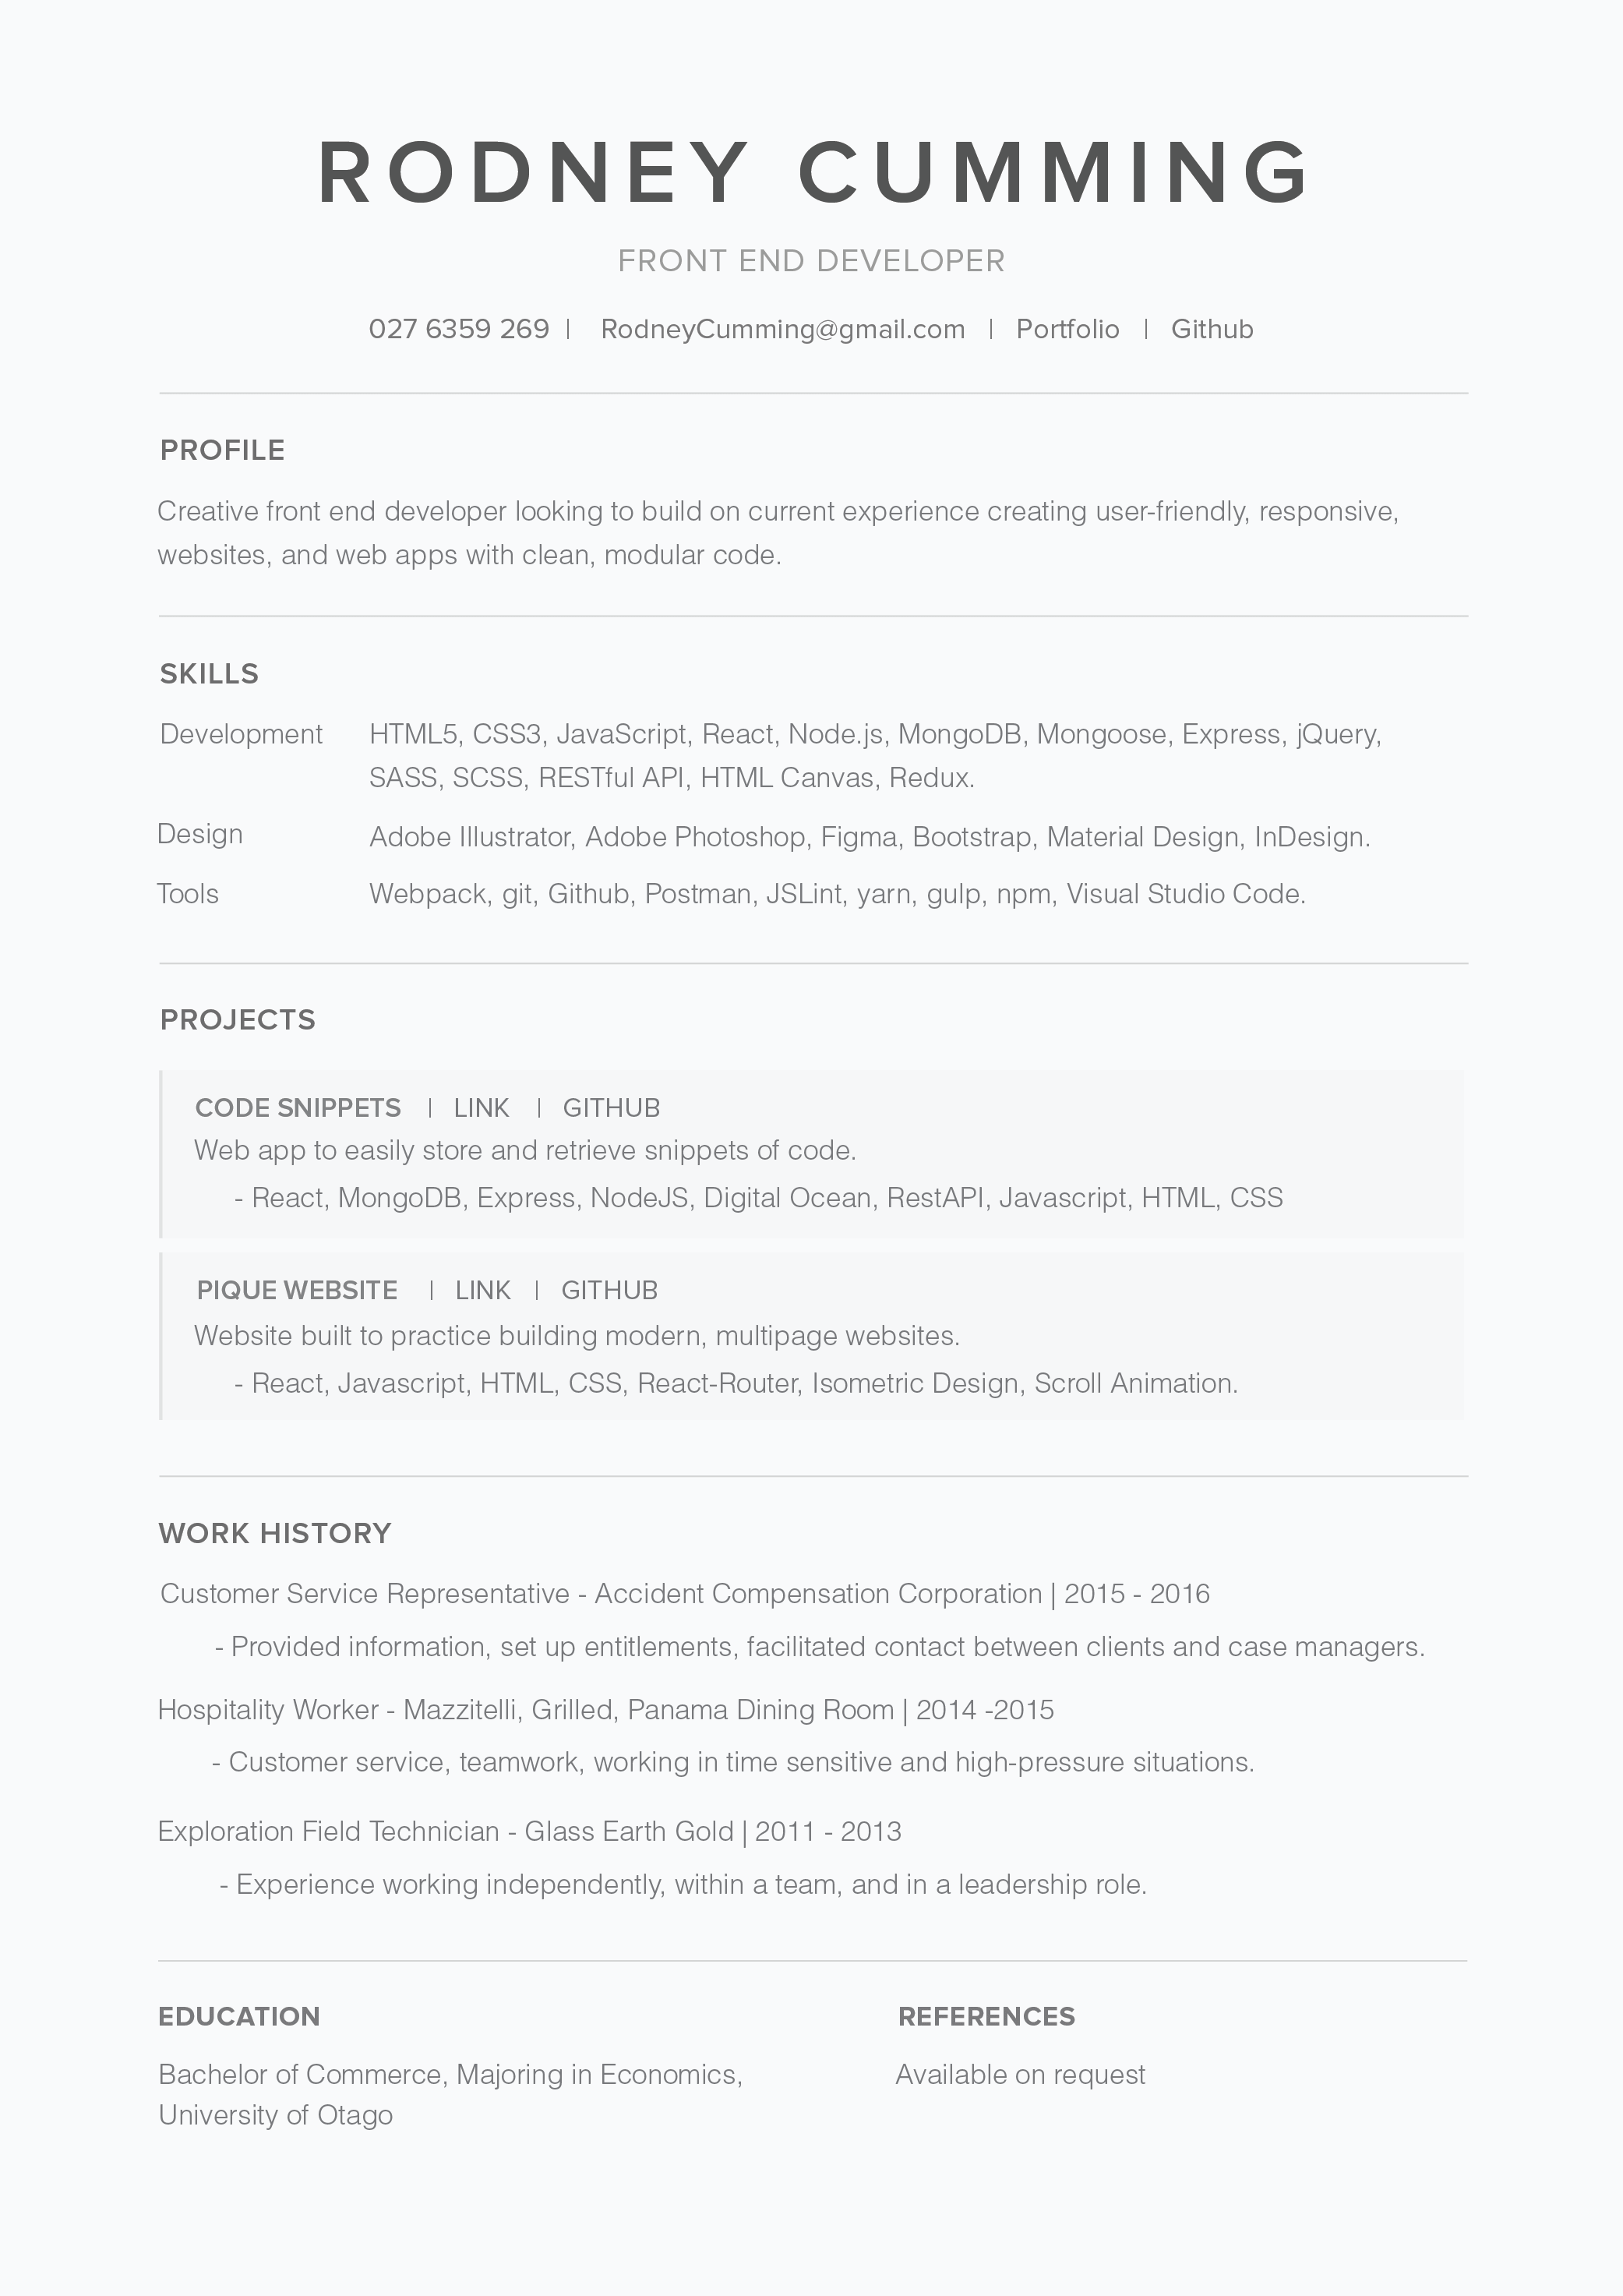 RODNEY CUMMING
FRONT END DEVELOPER
027 6359 269 | RodneyCumming@gmail.com | Portfolio | Github
PROFILE
Creative front end developer looking to build on current experience creating user-friendly, responsive,
websites, and web apps with clean, modular code.
SKILLS
Development HTML5, CSS3, JavaScript, React, Node.js, MongoDB, Mongoose, Express, jQuery,
SASS, SCSS, RESTful API, HTML Canvas, Redux.
Design Adobe Illustrator, Adobe Photoshop, Figma, Bootstrap, Material Design, InDesign.
Tools Webpack, git, Github, Postman, JSLint, yarn, gulp, npm, Visual Studio Code.
PROJECTS
CODE SNIPPETS | LINK | GITHUB
Web app to easily store and retrieve snippets of code.
- React, MongoDB, Express, NodeJS, Digital Ocean, RestAPI, Javascript, HTML, CSS
PIQUE WEBSITE | LINK | GITHUB
Website built to practice building modern, multipage websites.
- React, Javascript, HTML, CSS, React-Router, Isometric Design, Scroll Animation.
WORK HISTORY
Customer Service Representative - Accident Compensation Corporation | 2015 - 2016
- Provided information, set up entitlements, facilitated contact between clients and case managers.
Hospitality Worker - Mazzitelli, Grilled, Panama Dining Room | 2014 -2015
- Customer service, teamwork, working in time sensitive and high-pressure situations.
Exploration Field Technician - Glass Earth Gold | 2011 - 2013
- Experience working independently, within a team, and in a leadership role.
EDUCATION
Bachelor of Commerce, Majoring in Economics,
University of Otago
REFERENCES
Available on request